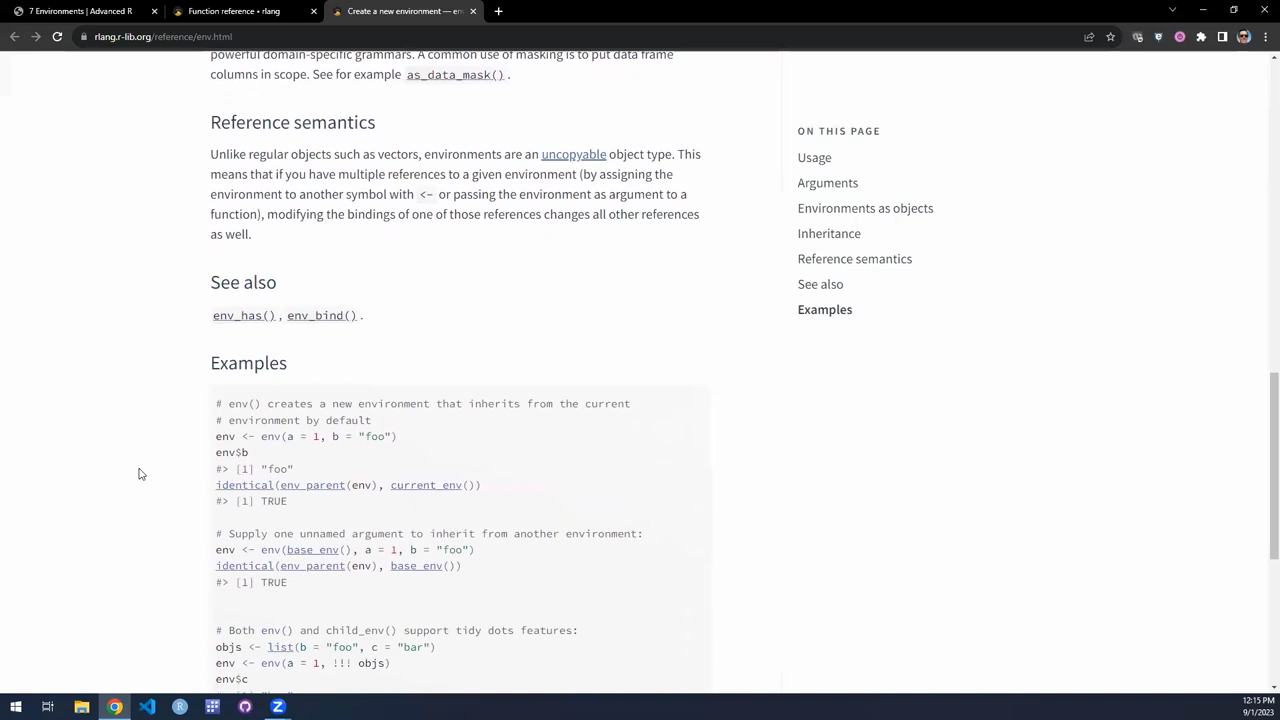 7 Environments | Advanced R
Function reference • rlang
Create a new environment — en
rlang.r-lib.org/reference/env.html
powerful domain-specific grammars. A common use of masking is to put data frame
columns in scope. See for example as_data_mask() .
Reference semantics
Unlike regular objects such as vectors, environments are an uncopyable object type. This
means that if you have multiple references to a given environment (by assigning the
environment to another symbol with <- or passing the environment as argument to a
function), modifying the bindings of one of those references changes all other references
as well.
See also
env_has() , env_bind() .
Examples
# env() creates a new environment that inherits from the current
# environment by default
env <- env(a = 1, b = "foo")
env$b
#> [1] "foo"
identical(env_parent(env), current_env())
#> [1] TRUE
# Supply one unnamed argument to inherit from another environment:
env <- env(base_env(), a = 1, b = "foo")
identical(env_parent(env), base_env())
#> [1] TRUE
# Both env() and child_env() support tidy dots features:
objs <- list(b = "foo", c = "bar")
env <- env(a = 1, !!! objs)
env$c
ON THIS PAGE
Usage
Arguments
Environments as objects
Inheritance
Reference semantics
See also
Examples
12:15 PM
9/1/2023